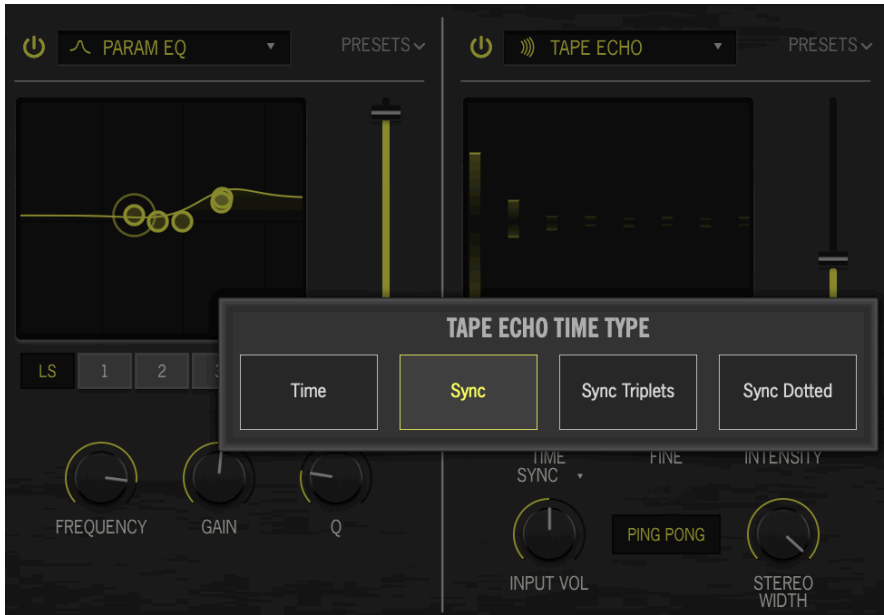 PARAM EQ
PRESETS
TAPE ECHO
PRESETS
TAPE ECHO TIME TYPE
Time
Sync
Sync Triplets
Sync Dotted
LS
1
2
TIME
SYNC
FINE
INTENSITY
FREQUENCY
GAIN
Q
PING PONG
INPUT VOL
STEREO
WIDTH